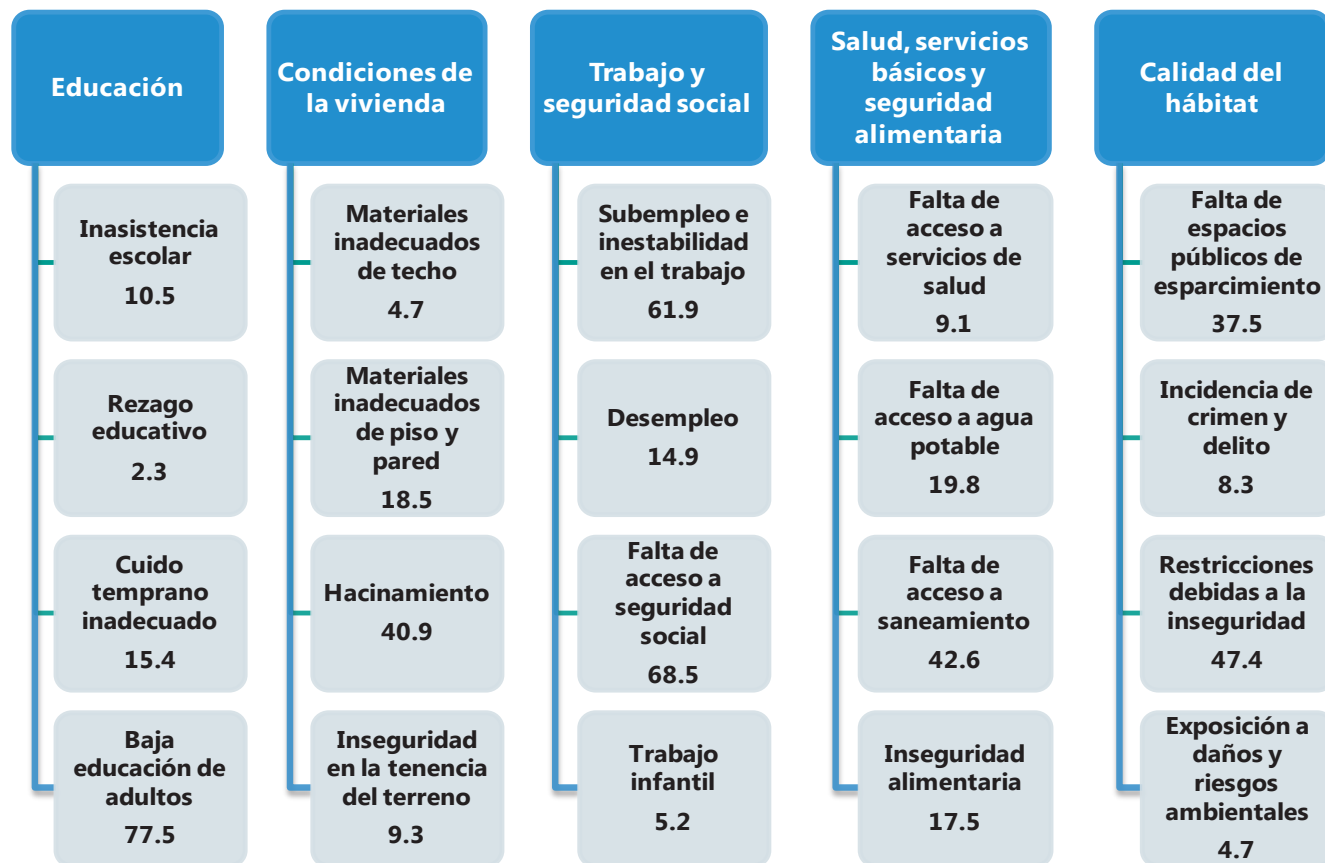 Educación
Inasistencia
escolar
10.5
Rezago
educativo
2.3
Cuido
temprano
inadecuado
15.4
Baja
educación de
adultos
77.5
Condiciones de
la vivienda
Materiales
inadecuados
de techo
4.7
Materiales
inadecuados
de piso y
pared
18.5
Hacinamiento
40.9
Inseguridad
en la tenencia
del terreno
9.3
Trabajo y
seguridad social
Subempleo e
inestabilidad
en el trabajo
61.9
Desempleo
14.9
Falta de
acceso a
seguridad
social
68.5
Trabajo
infantil
5.2
Salud, servicios
básicos y
seguridad
alimentaria
Falta de
acceso a
servicios de
salud
9.1
Falta de
acceso a agua
potable
19.8
Falta de
acceso a
saneamiento
42.6
Inseguridad
alimentaria
17.5
Calidad del
hábitat
Falta de
espacios
públicos de
esparcimiento
37.5
Incidencia de
crimen y
delito
8.3
Restricciones
debidas a la
inseguridad
47.4
Exposición a
daños y
riesgos
ambientales
4.7